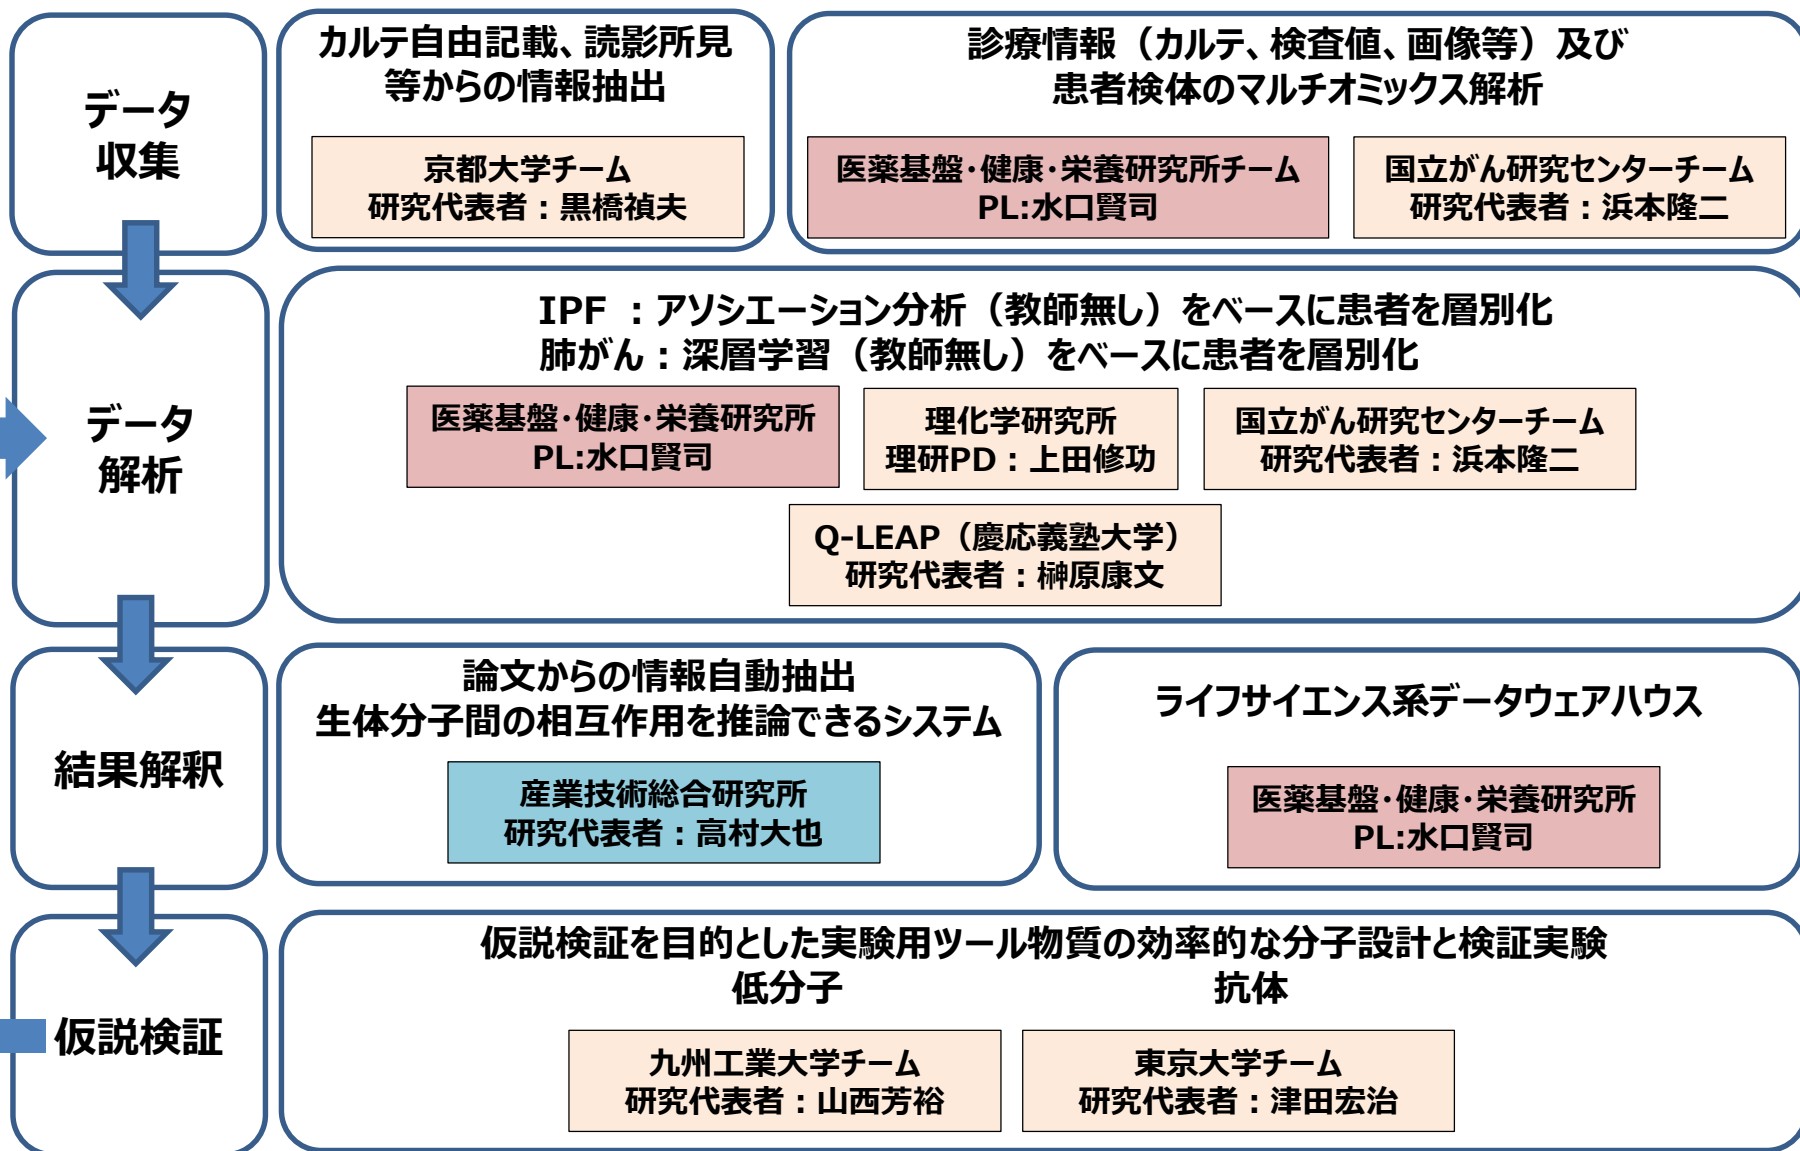 データ
収集
カルテ自由記載、読影所見
等からの情報抽出
京都大学チーム
研究代表者：黒橋禎夫
診療情報（カルテ、検査値、画像等）及び
患者検体のマルチオミックス解析
医薬基盤・健康・栄養研究所チーム
PL:水口賢司
国立がん研究センターチーム
研究代表者：浜本隆二
データ
解析
IPF ：アソシエーション分析（教師無し）をベースに患者を層別化
肺がん：深層学習（教師無し）をベースに患者を層別化
医薬基盤・健康・栄養研究所
PL:水口賢司
理化学研究所
理研PD：上田修功
国立がん研究センターチーム
研究代表者：浜本隆二
Q-LEAP（慶応義塾大学）
研究代表者：榊原康文
結果解釈
論文からの情報自動抽出
生体分子間の相互作用を推論できるシステム
産業技術総合研究所
研究代表者：高村大也
ライフサイエンス系データウェアハウス
医薬基盤・健康・栄養研究所
PL:水口賢司
仮説検証
仮説検証を目的とした実験用ツール物質の効率的な分子設計と検証実験
低分子
抗体
九州工業大学チーム
研究代表者：山西芳裕
東京大学チーム
研究代表者：津田宏治